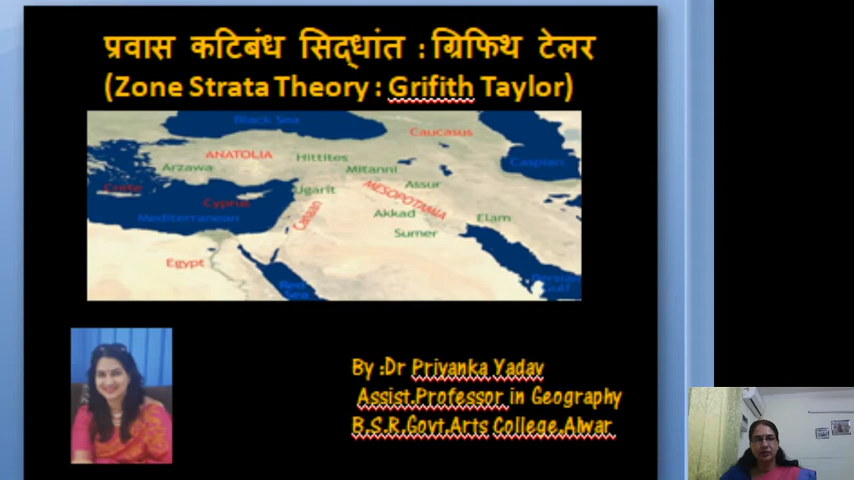 प्रवास कटिबंध सिद्धांत : ग्रिफिथ टेलर
(Zone Strata Theory : Grifith Taylor)
Black Sea
Caucasus
ANATOLIA
Hittites
Caspian
Arzawa
Mitanni
Crete
Ugarit
Assur
Cyprus
MESOPOTAMIA
Mediterranean
Canaan
Akkad
Elam
Sumer
Egypt
Red
Sea
Persian
Gulf
By :Dr Priyanka Yadav
Assist.Professor in Geography
B.S.R.Govt.Arts College,Alwar